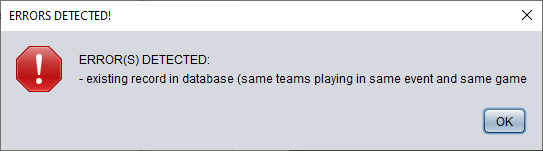 ERRORS DETECTED!
ERROR(S) DETECTED:
- existing record in database (same teams playing in same event and same game
OK